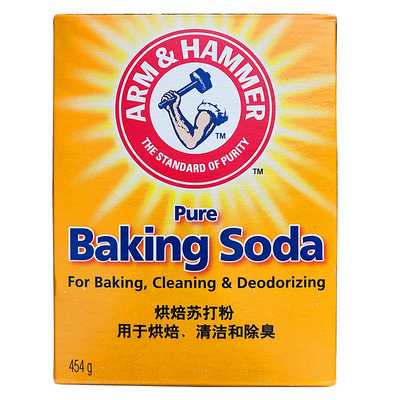 ARM & HAMMER
TM
THE STANDARD OF PURITY
TM
Pure
Baking Soda
For Baking, Cleaning & Deodorizing
烘焙苏打粉
用于烘焙、清洁和除臭
454 g